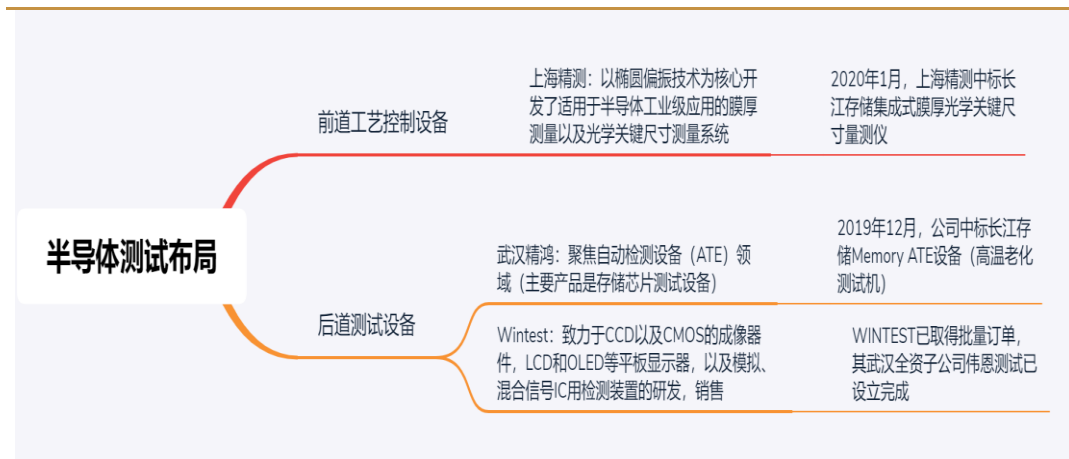 半导体测试布局
前道工艺控制设备
上海精测：以椭圆偏振技术为核心开
发了适用于半导体工业级应用的膜厚
测量以及光学关键尺寸测量系统
2020年1月，上海精测中标长
江存储集成式膜厚光学关键尺
寸量测仪
后道测试设备
武汉精鸿：聚焦自动检测设备（ATE）领
域（主要产品是存储芯片测试设备）
2019年12月，公司中标长江存
储Memory ATE设备（高温老化
测试机）
Wintest：致力于CCD以及CMOS的成像器
件，LCD和OLED等平板显示器，以及模拟、
混合信号IC用检测装置的研发，销售
WINTEST已取得批量订单，
其武汉全资子公司伟恩测试已
设立完成